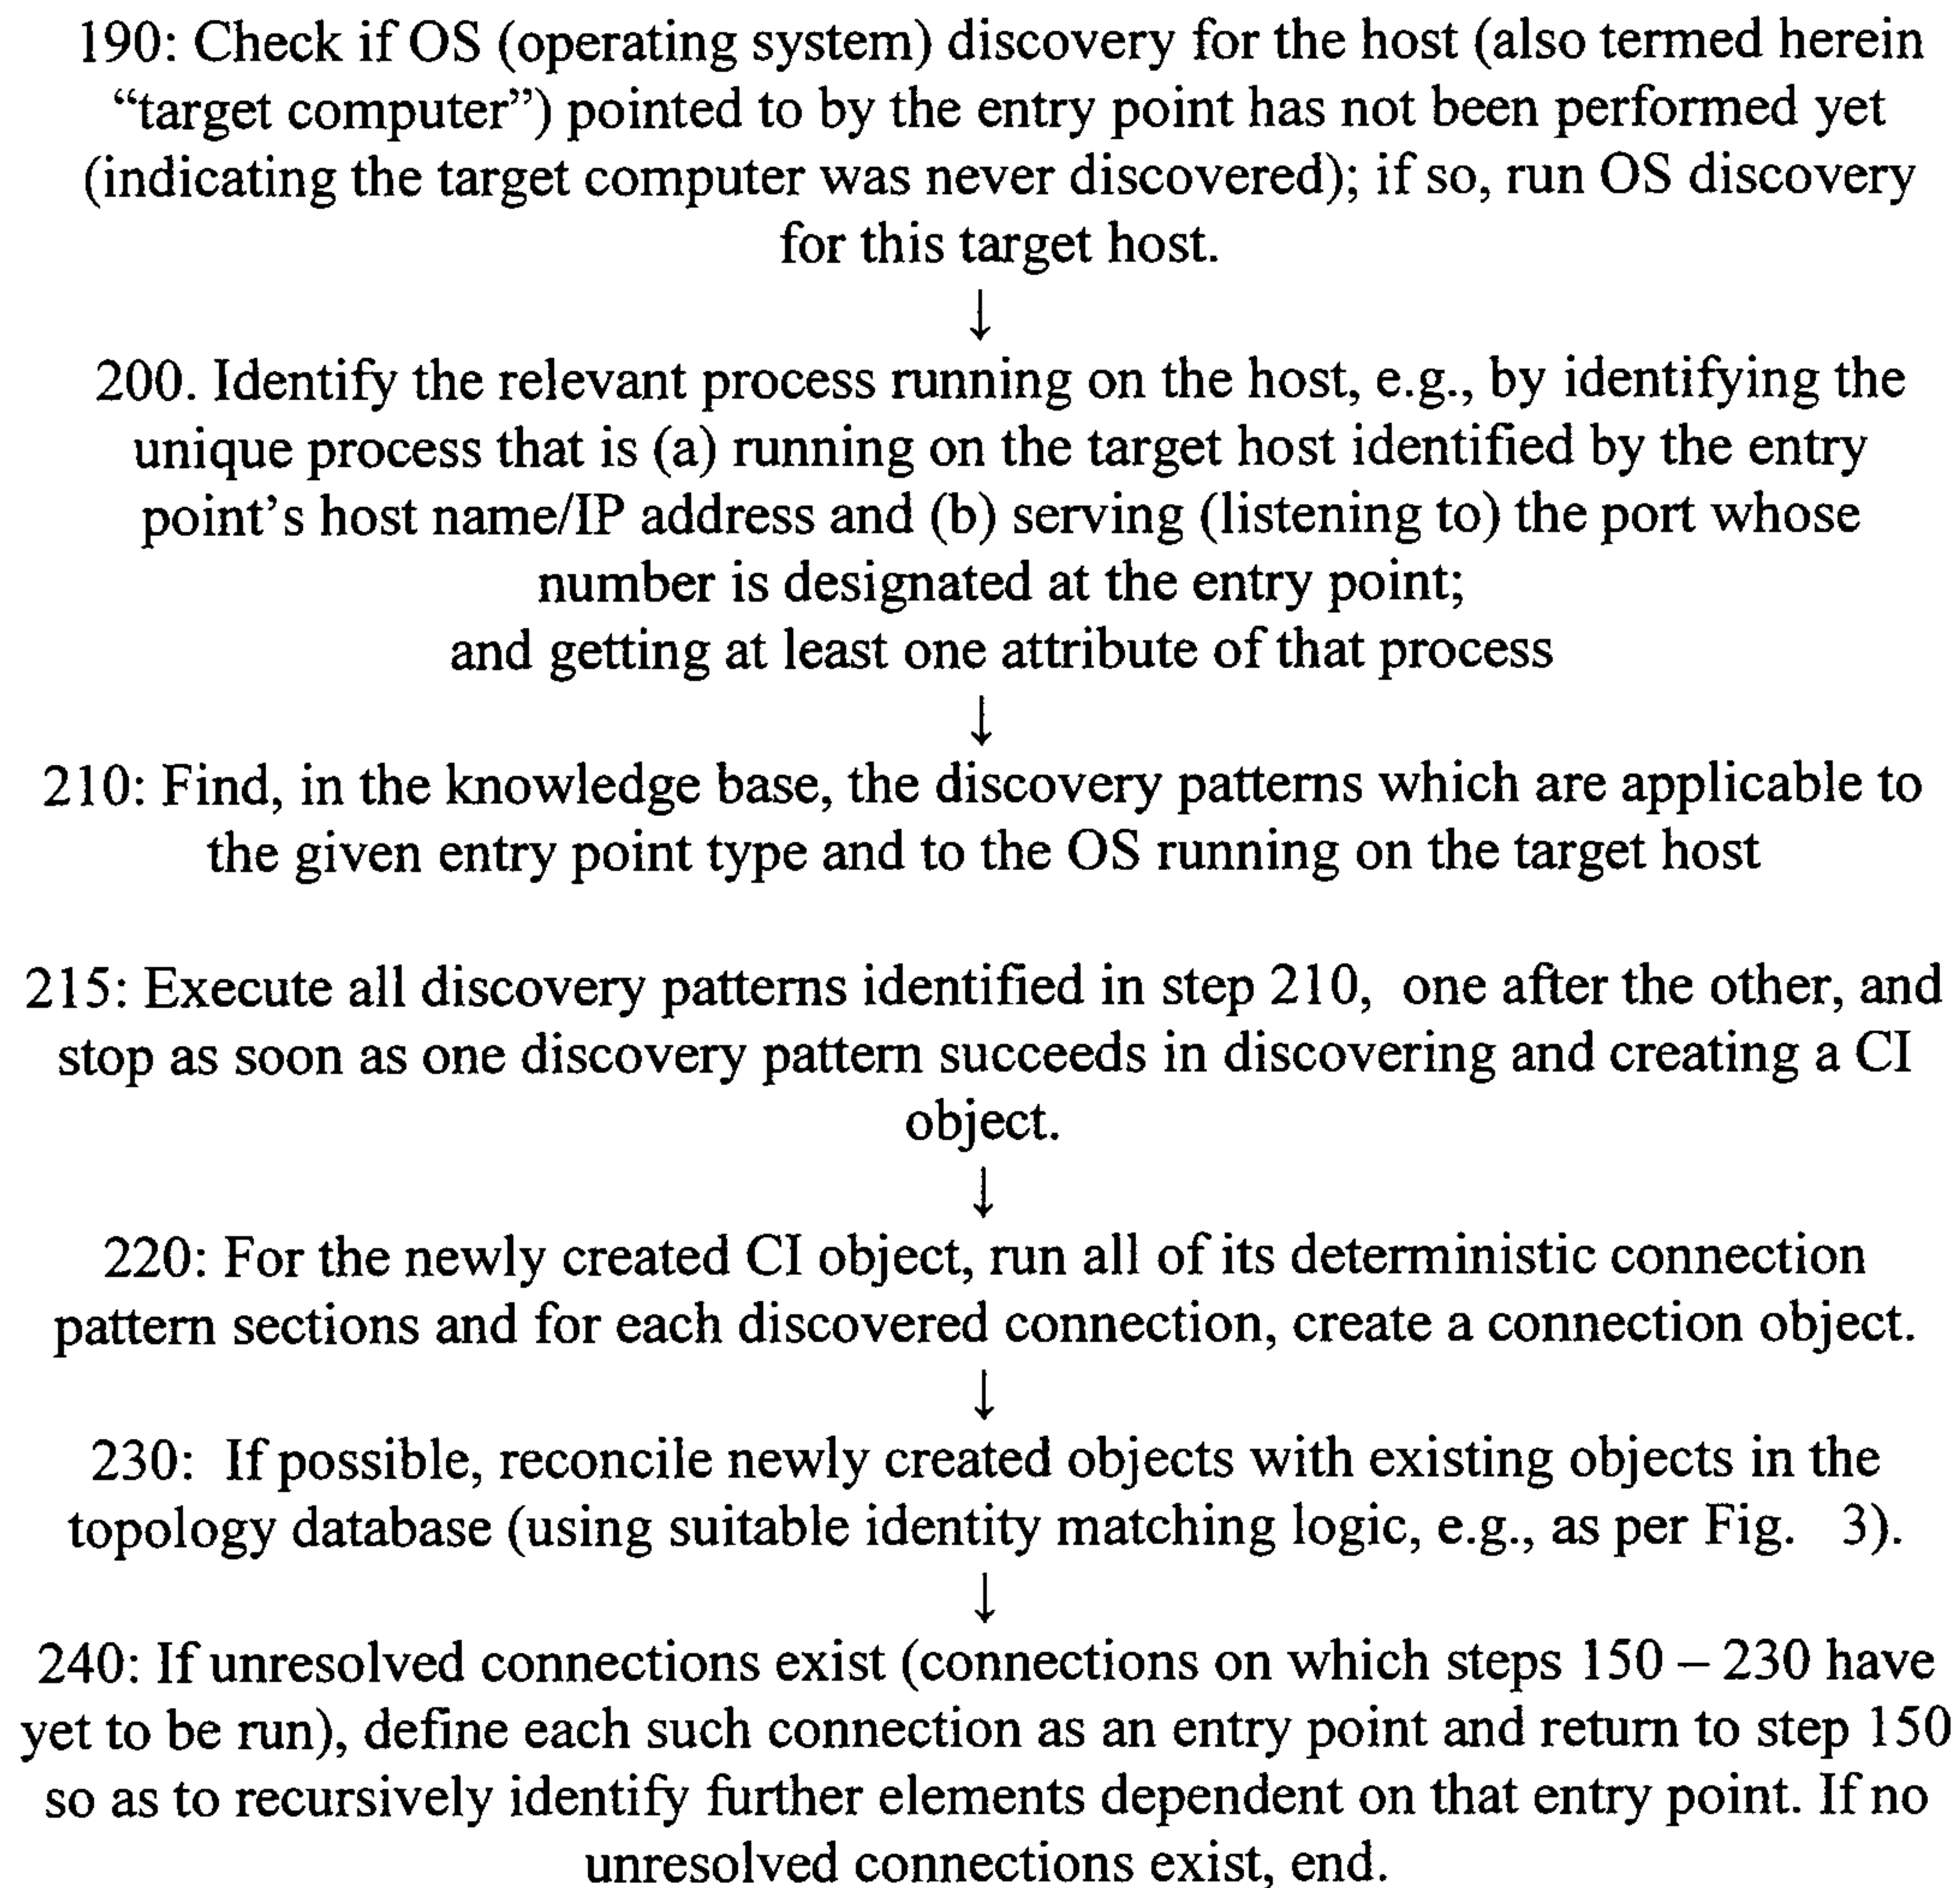 190: Check if OS (operating system) discovery for the host (also termed herein
“target computer”) pointed to by the entry point has not been performed yet
(indicating the target computer was never discovered); if so, run OS discovery
for this target host.
↓
200. Identify the relevant process running on the host, e.g., by identifying the
unique process that is (a) running on the target host identified by the entry
point’s host name/IP address and (b) serving (listening to) the port whose
number is designated at the entry point;
and getting at least one attribute of that process
↓
210: Find, in the knowledge base, the discovery patterns which are applicable to
the given entry point type and to the OS running on the target host
215: Execute all discovery patterns identified in step 210, one after the other, and
stop as soon as one discovery pattern succeeds in discovering and creating a CI
object.
↓
220: For the newly created CI object, run all of its deterministic connection
pattern sections and for each discovered connection, create a connection object.
↓
230: If possible, reconcile newly created objects with existing objects in the
topology database (using suitable identity matching logic, e.g., as per Fig. 3).
↓
240: If unresolved connections exist (connections on which steps 150 – 230 have
yet to be run), define each such connection as an entry point and return to step 150
so as to recursively identify further elements dependent on that entry point. If no
unresolved connections exist, end.